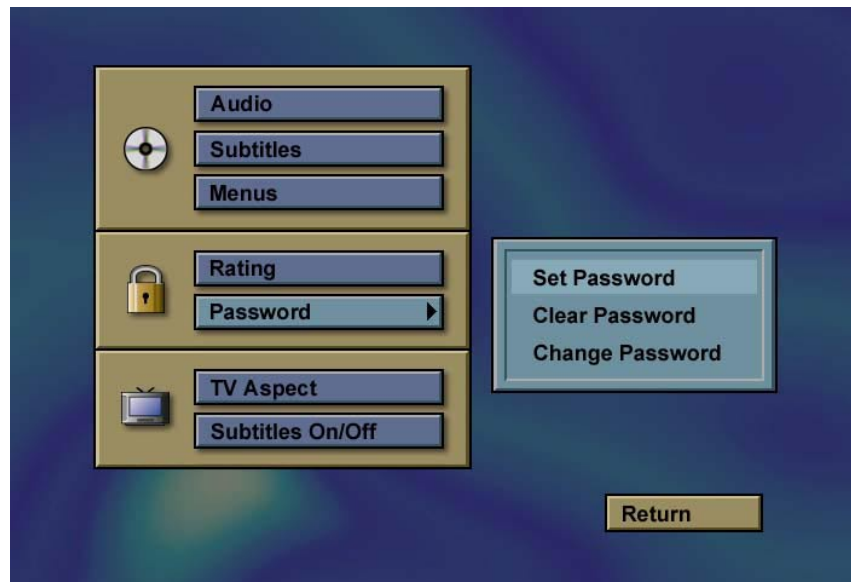 Audio
Subtitles
Menus
Rating
Password
Set Password
Clear Password
Change Password
TV Aspect
Subtitles On/Off
Return